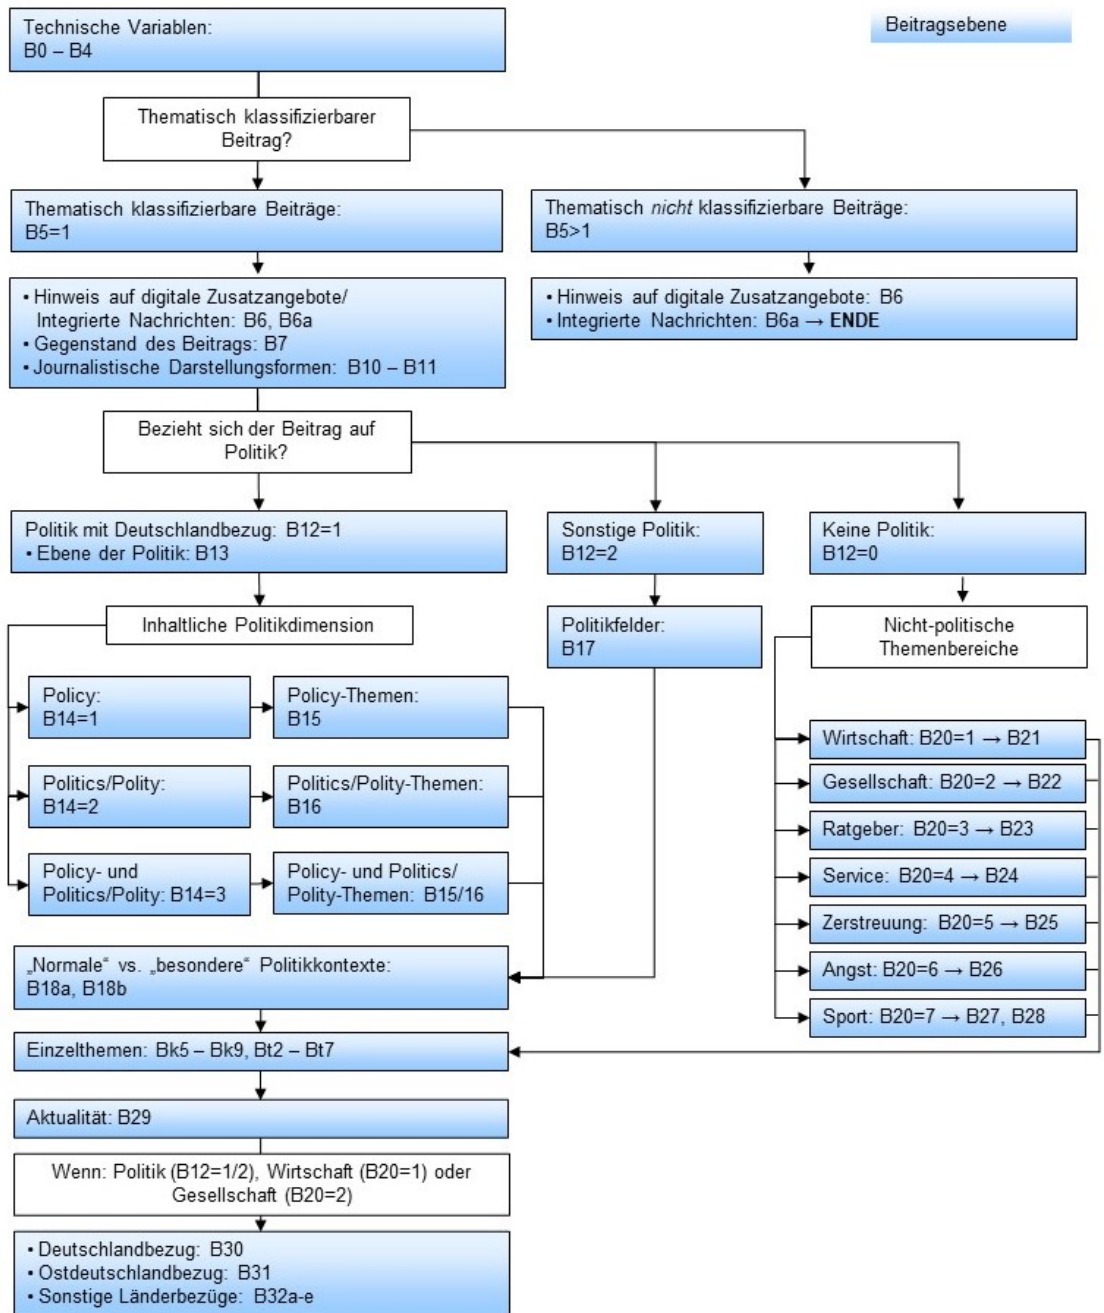 Technische Variablen:
B0 – B4
Beitragsebene
Thematisch klassifizierbarer
Beitrag?
Thematisch klassifizierbare Beiträge:
B5=1
Thematisch nicht klassifizierbare Beiträge:
B5>1
• Hinweis auf digitale Zusatzangebote/
Integrierte Nachrichten: B6, B6a
• Gegenstand des Beitrags: B7
• Journalistische Darstellungsformen: B10 – B11
• Hinweis auf digitale Zusatzangebote: B6
• Integrierte Nachrichten: B6a → ENDE
Bezieht sich der Beitrag auf
Politik?
Politik mit Deutschlandbezug: B12=1
• Ebene der Politik: B13
Sonstige Politik:
B12=2
Keine Politik:
B12=0
Inhaltliche Politikdimension
Politikfelder:
B17
Nicht-politische
Themenbereiche
Policy:
B14=1
Policy-Themen:
B15
Politics/Polity:
B14=2
Politics/Polity-Themen:
B16
Policy- und
Politics/Polity: B14=3
Policy- und Politics/
Polity-Themen: B15/16
Wirtschaft: B20=1 → B21
Gesellschaft: B20=2 → B22
Ratgeber: B20=3 → B23
Service: B20=4 → B24
Zerstreuung: B20=5 → B25
Angst: B20=6 → B26
Sport: B20=7 → B27, B28
„Normale“ vs. „besondere“ Politikkontexte:
B18a, B18b
Einzelthemen: Bk5 – Bk9, Bt2 – Bt7
Aktualität: B29
Wenn: Politik (B12=1/2), Wirtschaft (B20=1) oder
Gesellschaft (B20=2)
• Deutschlandbezug: B30
• Ostdeutschlandbezug: B31
• Sonstige Länderbezüge: B32a-e